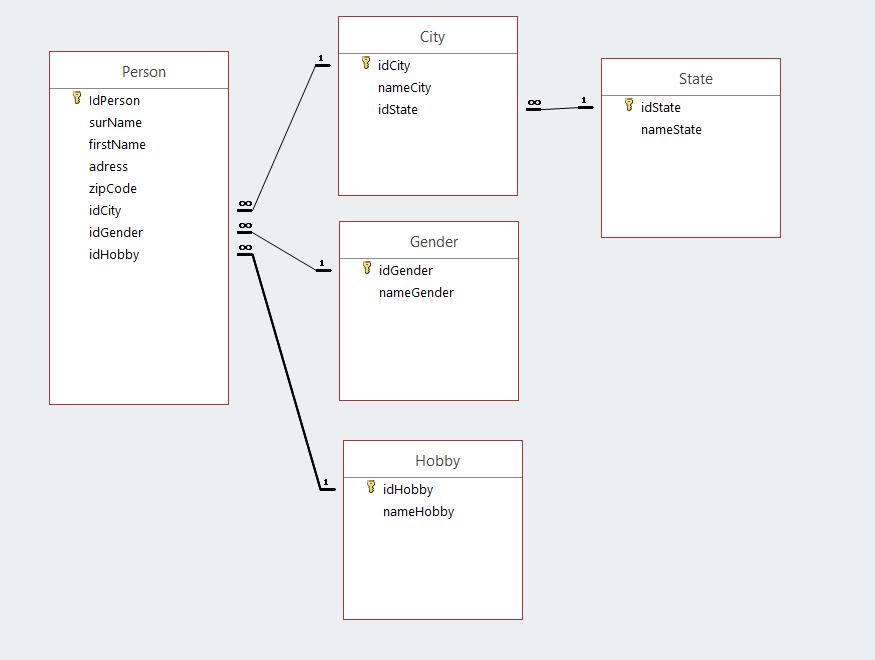 Person
IdPerson
surName
firstName
adress
zipCode
idCity
idGender
idHobby
∞
∞
∞
1
City
idCity
nameCity
idState
∞
1
State
idState
nameState
1
Gender
idGender
nameGender
1
Hobby
idHobby
nameHobby